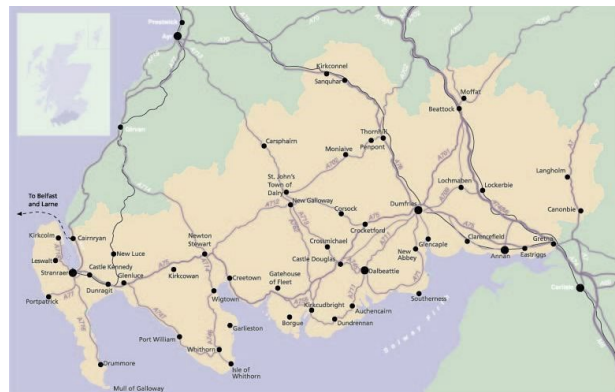 Prestwick
Ayr
Girvan
Kirkconnel
Sanquhar
Moffat
Beattock
Carsphairn
Thornhill
Penpont
Moniaive
Langholm
Lochmaben
Lockerbie
Canonbie
St. John's
Town of
Dalry
New Galloway
Corsock
Dumfries
To Belfast
and Larne
Crocketford
Kirkcolm
Cairnryan
Newton
Stewart
Crossmichael
New
Abbey
Glencaple
Clarencefield
Annan
Gretna
Eastriggs
Leswalt
New Luce
Castle Douglas
Dalbeattie
Stranraer
Castle Kennedy
Glenluce
Kirkcowan
Creetown
Gatehouse
of Fleet
Carlisle
Dunragit
Portpatrick
Wigtown
Kirkcudbright
Auchencairn
Southerness
Borgue
Dundrennan
Garlieston
Port William
Whithorn
Isle of
Whithorn
Drummore
Mull of Galloway
Solway Firth